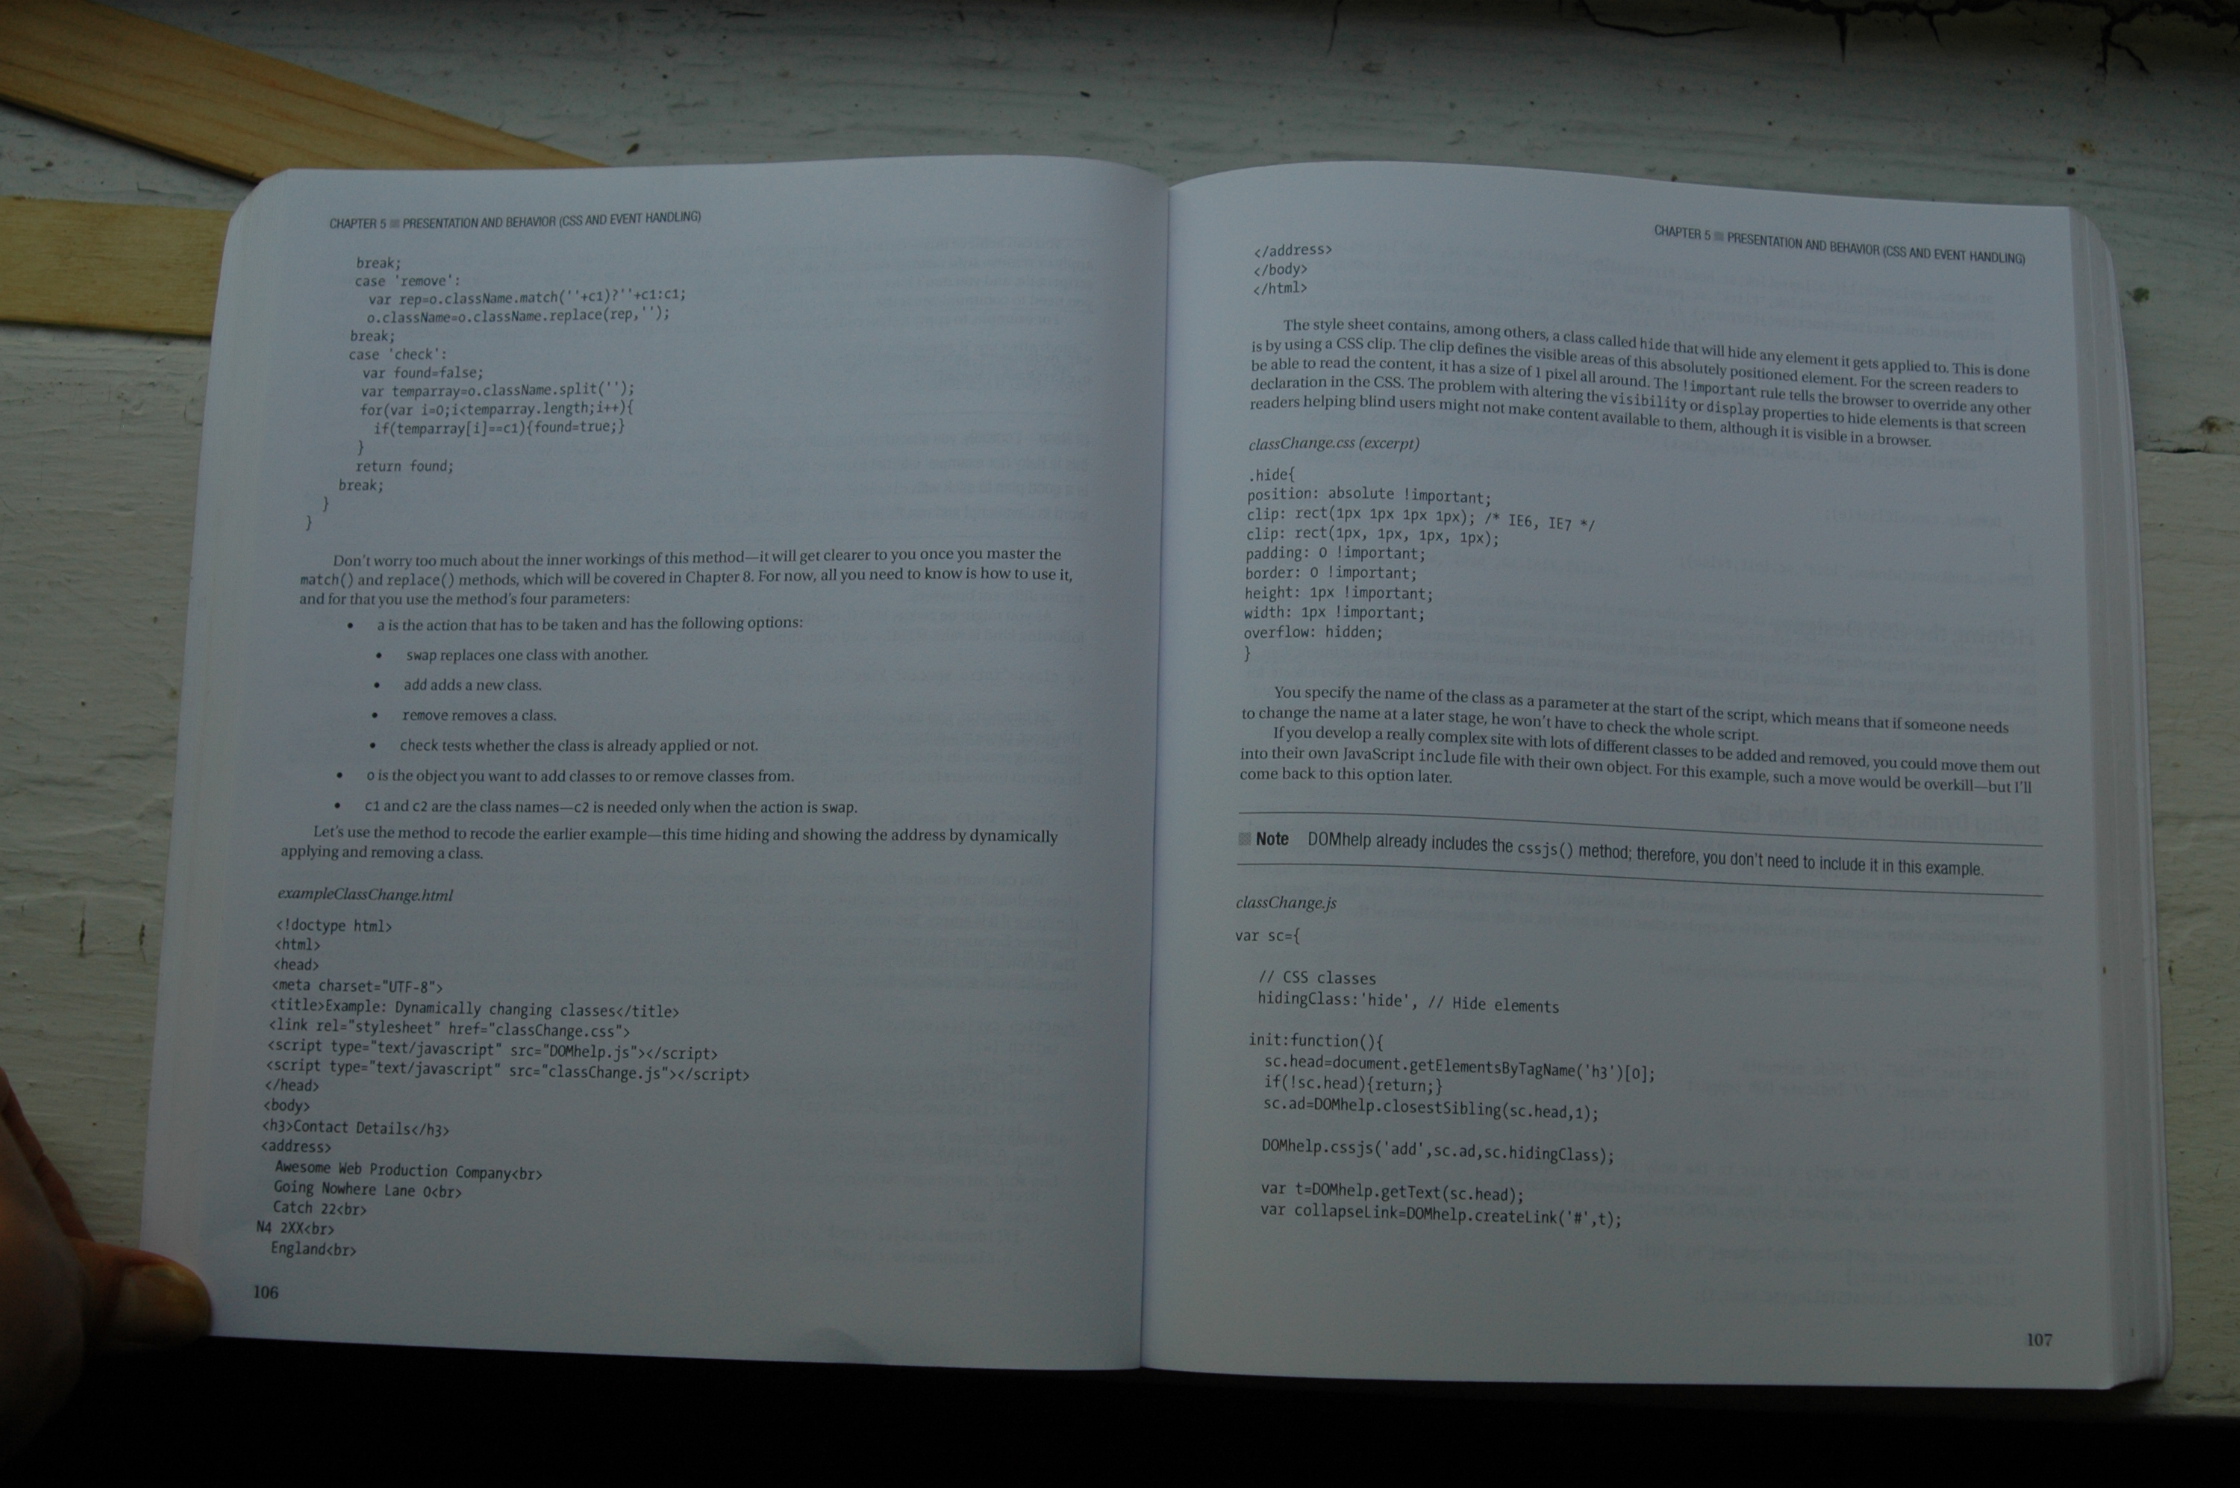 CHAPTER 5 ■ PRESENTATION AND BEHAVIOR (CSS AND EVENT HANDLING)
break;
case 'remove':
var rep=o.className.match(''+c1)?''+c1:c1;
o.className=o.className.replace(rep,'');
break;
case 'check':
var found=false;
var temparray=o.className.split('');
for(var i=0;i<temparray.length;i++){
if(temparray[i]==c1){found=true;}
}
return found;
break;
}
}
Don't worry too much about the inner workings of this method—it will get clearer to you once you master the
match() and replace() methods, which will be covered in Chapter 8. For now, all you need to know is how to use it,
and for that you use the method's four parameters:
• a is the action that has to be taken and has the following options:
• swap replaces one class with another.
• add adds a new class.
• remove removes a class.
• check tests whether the class is already applied or not.
• o is the object you want to add classes to or remove classes from.
• c1 and c2 are the class names—c2 is needed only when the action is swap.
Let's use the method to recode the earlier example—this time hiding and showing the address by dynamically
applying and removing a class.
exampleClassChange.html
<!doctype html>
<html>
<head>
<meta charset="UTF-8">
<title>Example: Dynamically changing classes</title>
<link rel="stylesheet" href="classChange.css">
<script type="text/javascript" src="DOMhelp.js"></script>
<script type="text/javascript" src="classChange.js"></script>
</head>
<body>
<h3>Contact Details</h3>
<address>
Awesome Web Production Company<br>
Going Nowhere Lane 0<br>
Catch 22<br>
N4 2XX<br>
England<br>
106
CHAPTER 5 ■ PRESENTATION AND BEHAVIOR (CSS AND EVENT HANDLING)
</address>
</body>
</html>
The style sheet contains, among others, a class called hide that will hide any element it gets applied to. This is done
is by using a CSS clip. The clip defines the visible areas of this absolutely positioned element. For the screen readers to
be able to read the content, it has a size of 1 pixel all around. The !important rule tells the browser to override any other
declaration in the CSS. The problem with altering the visibility or display properties to hide elements is that screen
readers helping blind users might not make content available to them, although it is visible in a browser.
classChange.css (excerpt)
.hide{
position: absolute !important;
clip: rect(1px 1px 1px 1px); /* IE6, IE7 */
clip: rect(1px, 1px, 1px, 1px);
padding: 0 !important;
border: 0 !important;
height: 1px !important;
width: 1px !important;
overflow: hidden;
}
You specify the name of the class as a parameter at the start of the script, which means that if someone needs
to change the name at a later stage, he won't have to check the whole script.
If you develop a really complex site with lots of different classes to be added and removed, you could move them out
into their own JavaScript include file with their own object. For this example, such a move would be overkill—but I'll
come back to this option later.
■ Note DOMhelp already includes the cssjs() method; therefore, you don't need to include it in this example.
classChange.js
var sc={
// CSS classes
hidingClass:'hide', // Hide elements
init:function(){
sc.head=document.getElementsByTagName('h3')[0];
if(!sc.head){return;}
sc.ad=DOMhelp.closestSibling(sc.head,1);
DOMhelp.cssjs('add',sc.ad,sc.hidingClass);
var t=DOMhelp.getText(sc.head);
var collapseLink=DOMhelp.createLink('#',t);
107